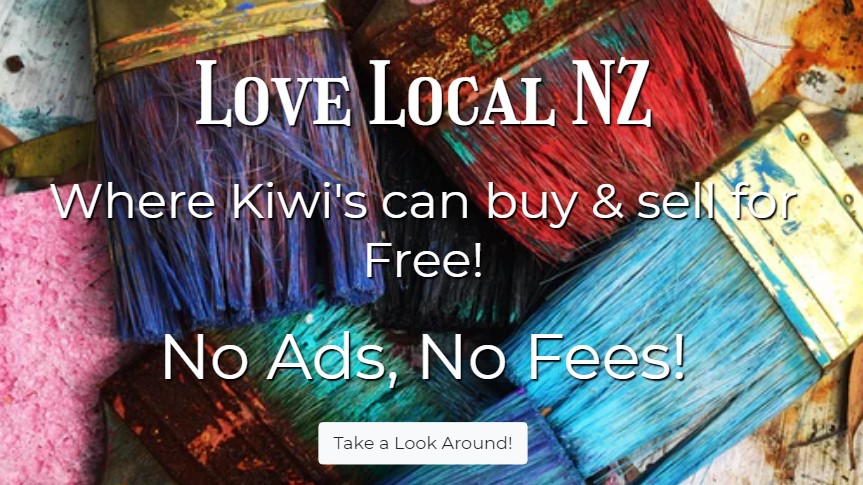 Love Local NZ
Where Kiwi's can buy & sell for
Free!
No Ads, No Fees!
Take a Look Around!